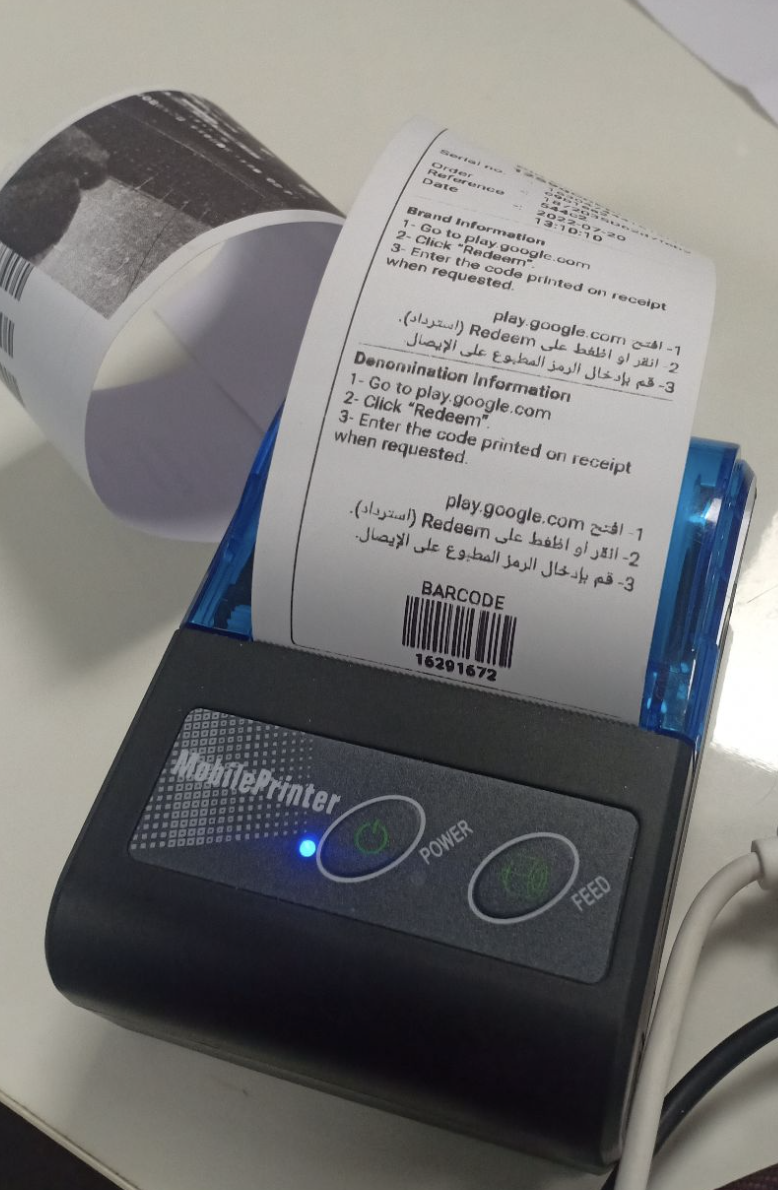 Serial no.
Order
Reference
Date
2022-07-20
13:10:10
Brand Information
1- Go to play.google.com
2- Click “Redeem”.
3- Enter the code printed on receipt
when requested.
1- افتح play.google.com
2- انقر او اظغط على Redeem (استرداد).
3- قم بإدخال الرمز المطبوع على الإيصال.
Denomination Information
1- Go to play.google.com
2- Click “Redeem”.
3- Enter the code printed on receipt
when requested.
1- افتح play.google.com
2- انقر أو اظغط على Redeem (استرداد).
3- قم بإدخال الرمز المطبوع على الإيصال.
BARCODE
16291672
MobilePrinter
POWER
FEED